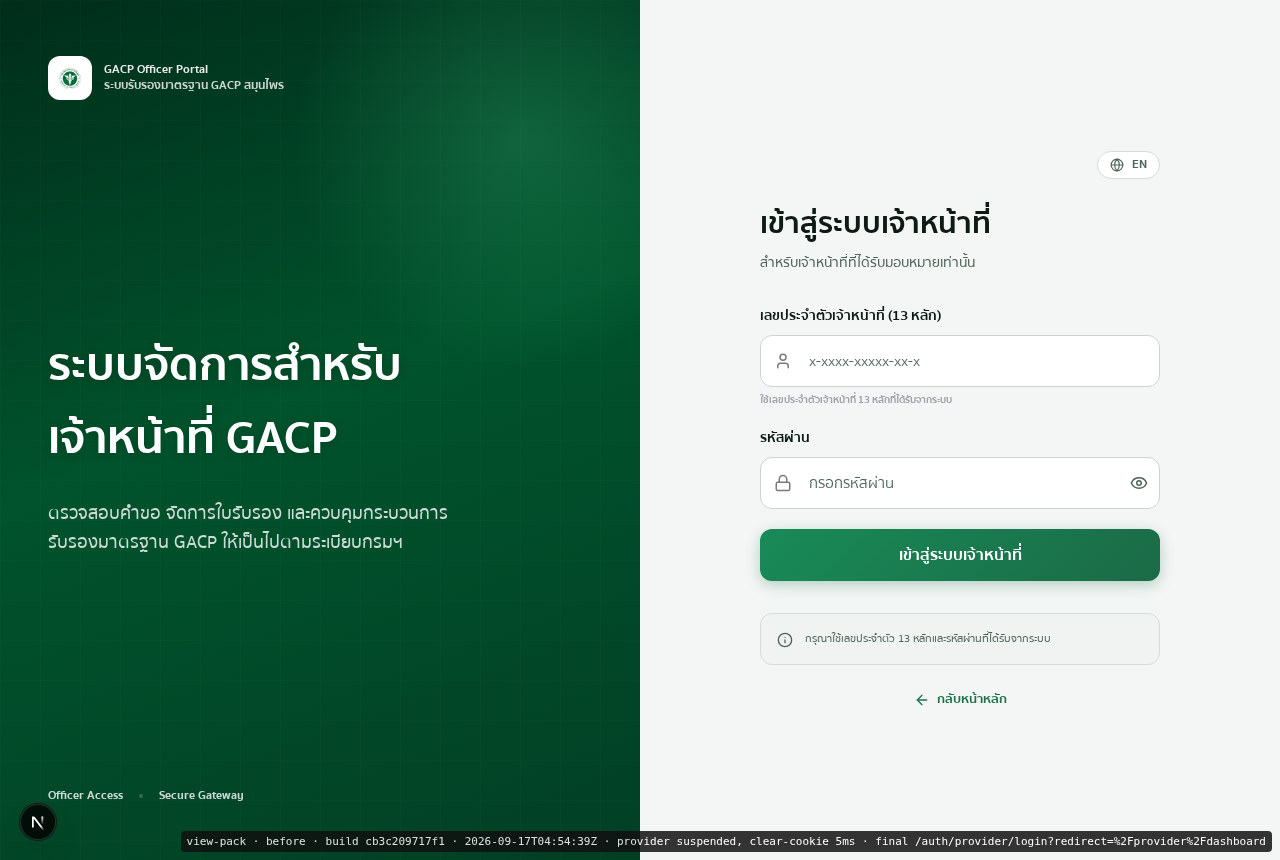 GACP Officer Portal
ระบบรับรองมาตรฐาน GACP สมุนไพร
ระบบจัดการสำหรับ
เจ้าหน้าที่ GACP
ตรวจสอบคำขอ จัดการใบรับรอง และควบคุมกระบวนการ
รับรองมาตรฐาน GACP ให้เป็นไปตามระเบียบกรมฯ
Officer Access
Secure Gateway
N
EN
เข้าสู่ระบบเจ้าหน้าที่
สำหรับเจ้าหน้าที่ที่ได้รับมอบหมายเท่านั้น
เลขประจำตัวเจ้าหน้าที่ (13 หลัก)
x-xxxx-xxxxx-xx-x
ใช้เลขประจำตัวเจ้าหน้าที่ 13 หลักที่ได้รับจากระบบ
รหัสผ่าน
กรอกรหัสผ่าน
เข้าสู่ระบบเจ้าหน้าที่
กรุณาใช้เลขประจำตัว 13 หลักและรหัสผ่านที่ได้รับจากระบบ
กลับหน้าหลัก
view-pack · before · build cb3c209717f1 · 2026-09-17T04:54:39Z · provider suspended, clear-cookie 5ms · final /auth/provider/login?redirect=%2Fprovider%2Fdashboard